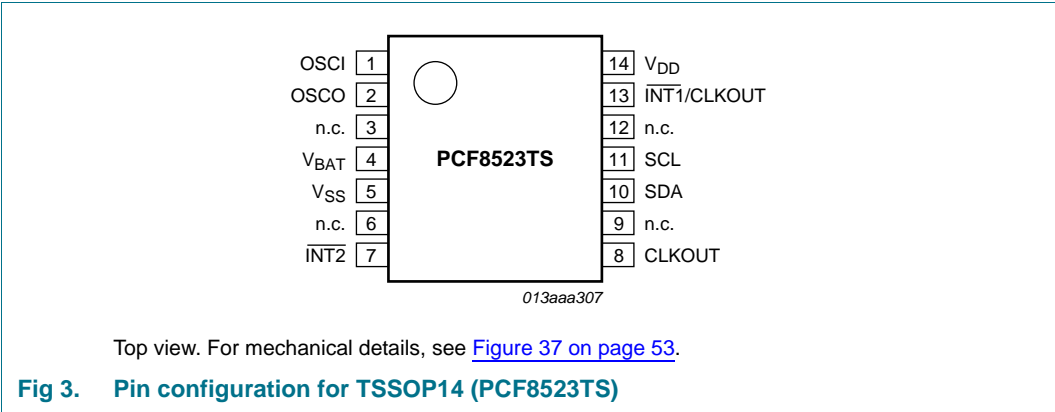 OSCI 1
OSCO 2
n.c. 3
VBAT 4
VSS 5
n.c. 6
INT2 7
PCF8523TS
14 VDD
13 INT1/CLKOUT
12 n.c.
11 SCL
10 SDA
9 n.c.
8 CLKOUT
013aaa307
Top view. For mechanical details, see Figure 37 on page 53.
Fig 3. Pin configuration for TSSOP14 (PCF8523TS)